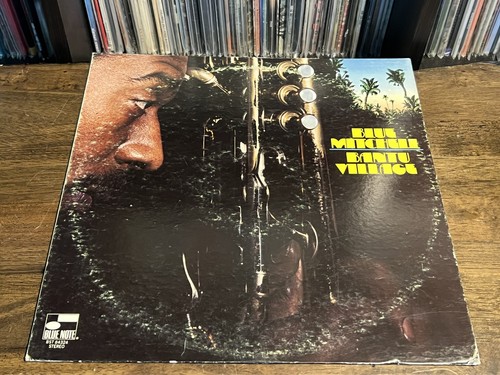 BLUE
MITCHELL
BANTU
VILLAGE
BLUE NOTE
BST 84324
STEREO